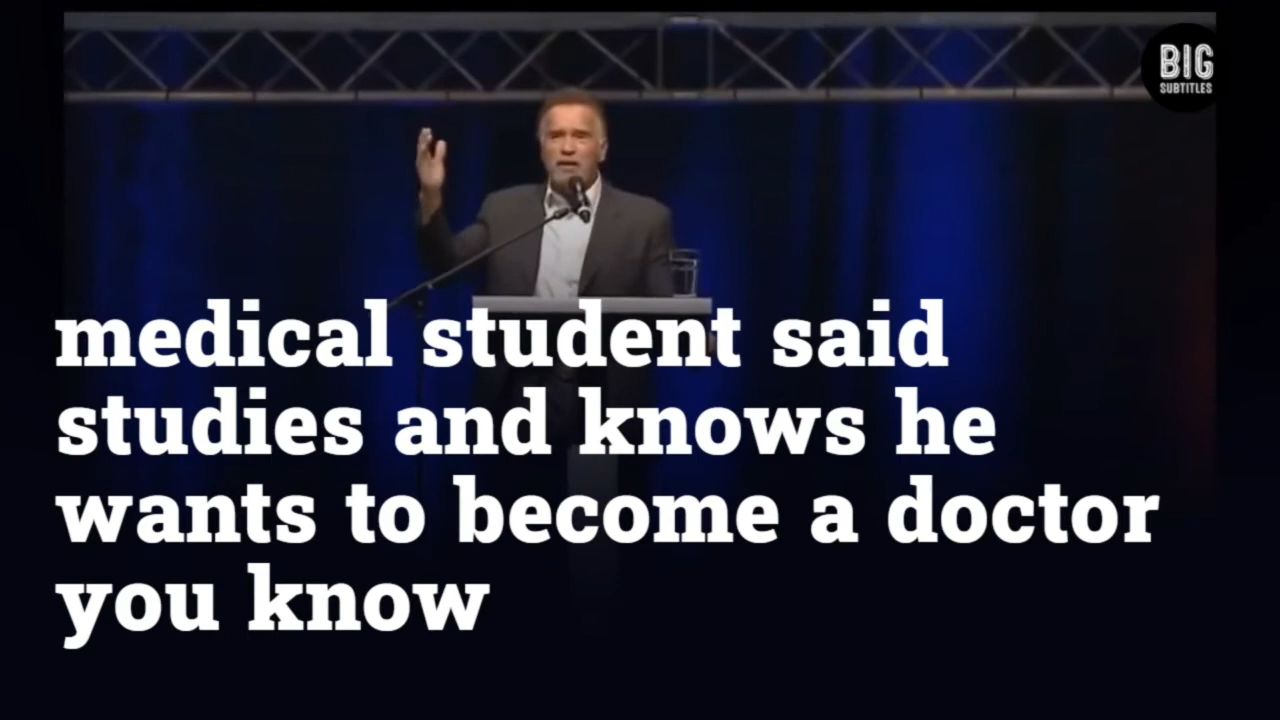 BIG
SUBTITLES
medical student said
studies and knows he
wants to become a doctor
you know